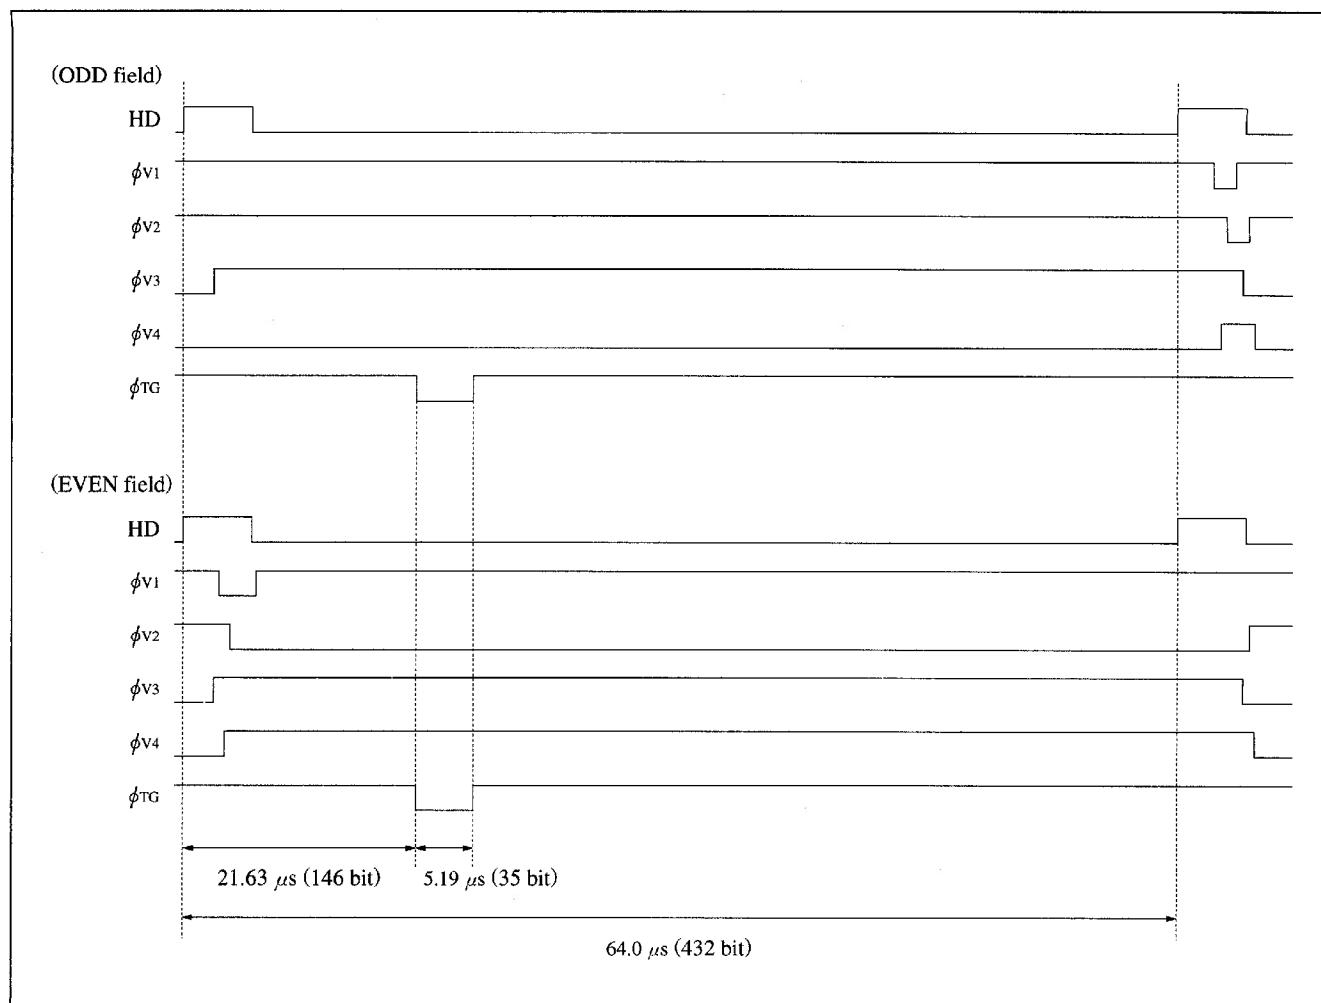 (ODD field)
HD
ϕV1
ϕV2
ϕV3
ϕV4
ϕTG
(EVEN field)
HD
ϕV1
ϕV2
ϕV3
ϕV4
ϕTG
21.63 μs (146 bit) 5.19 μs (35 bit)
64.0 μs (432 bit)